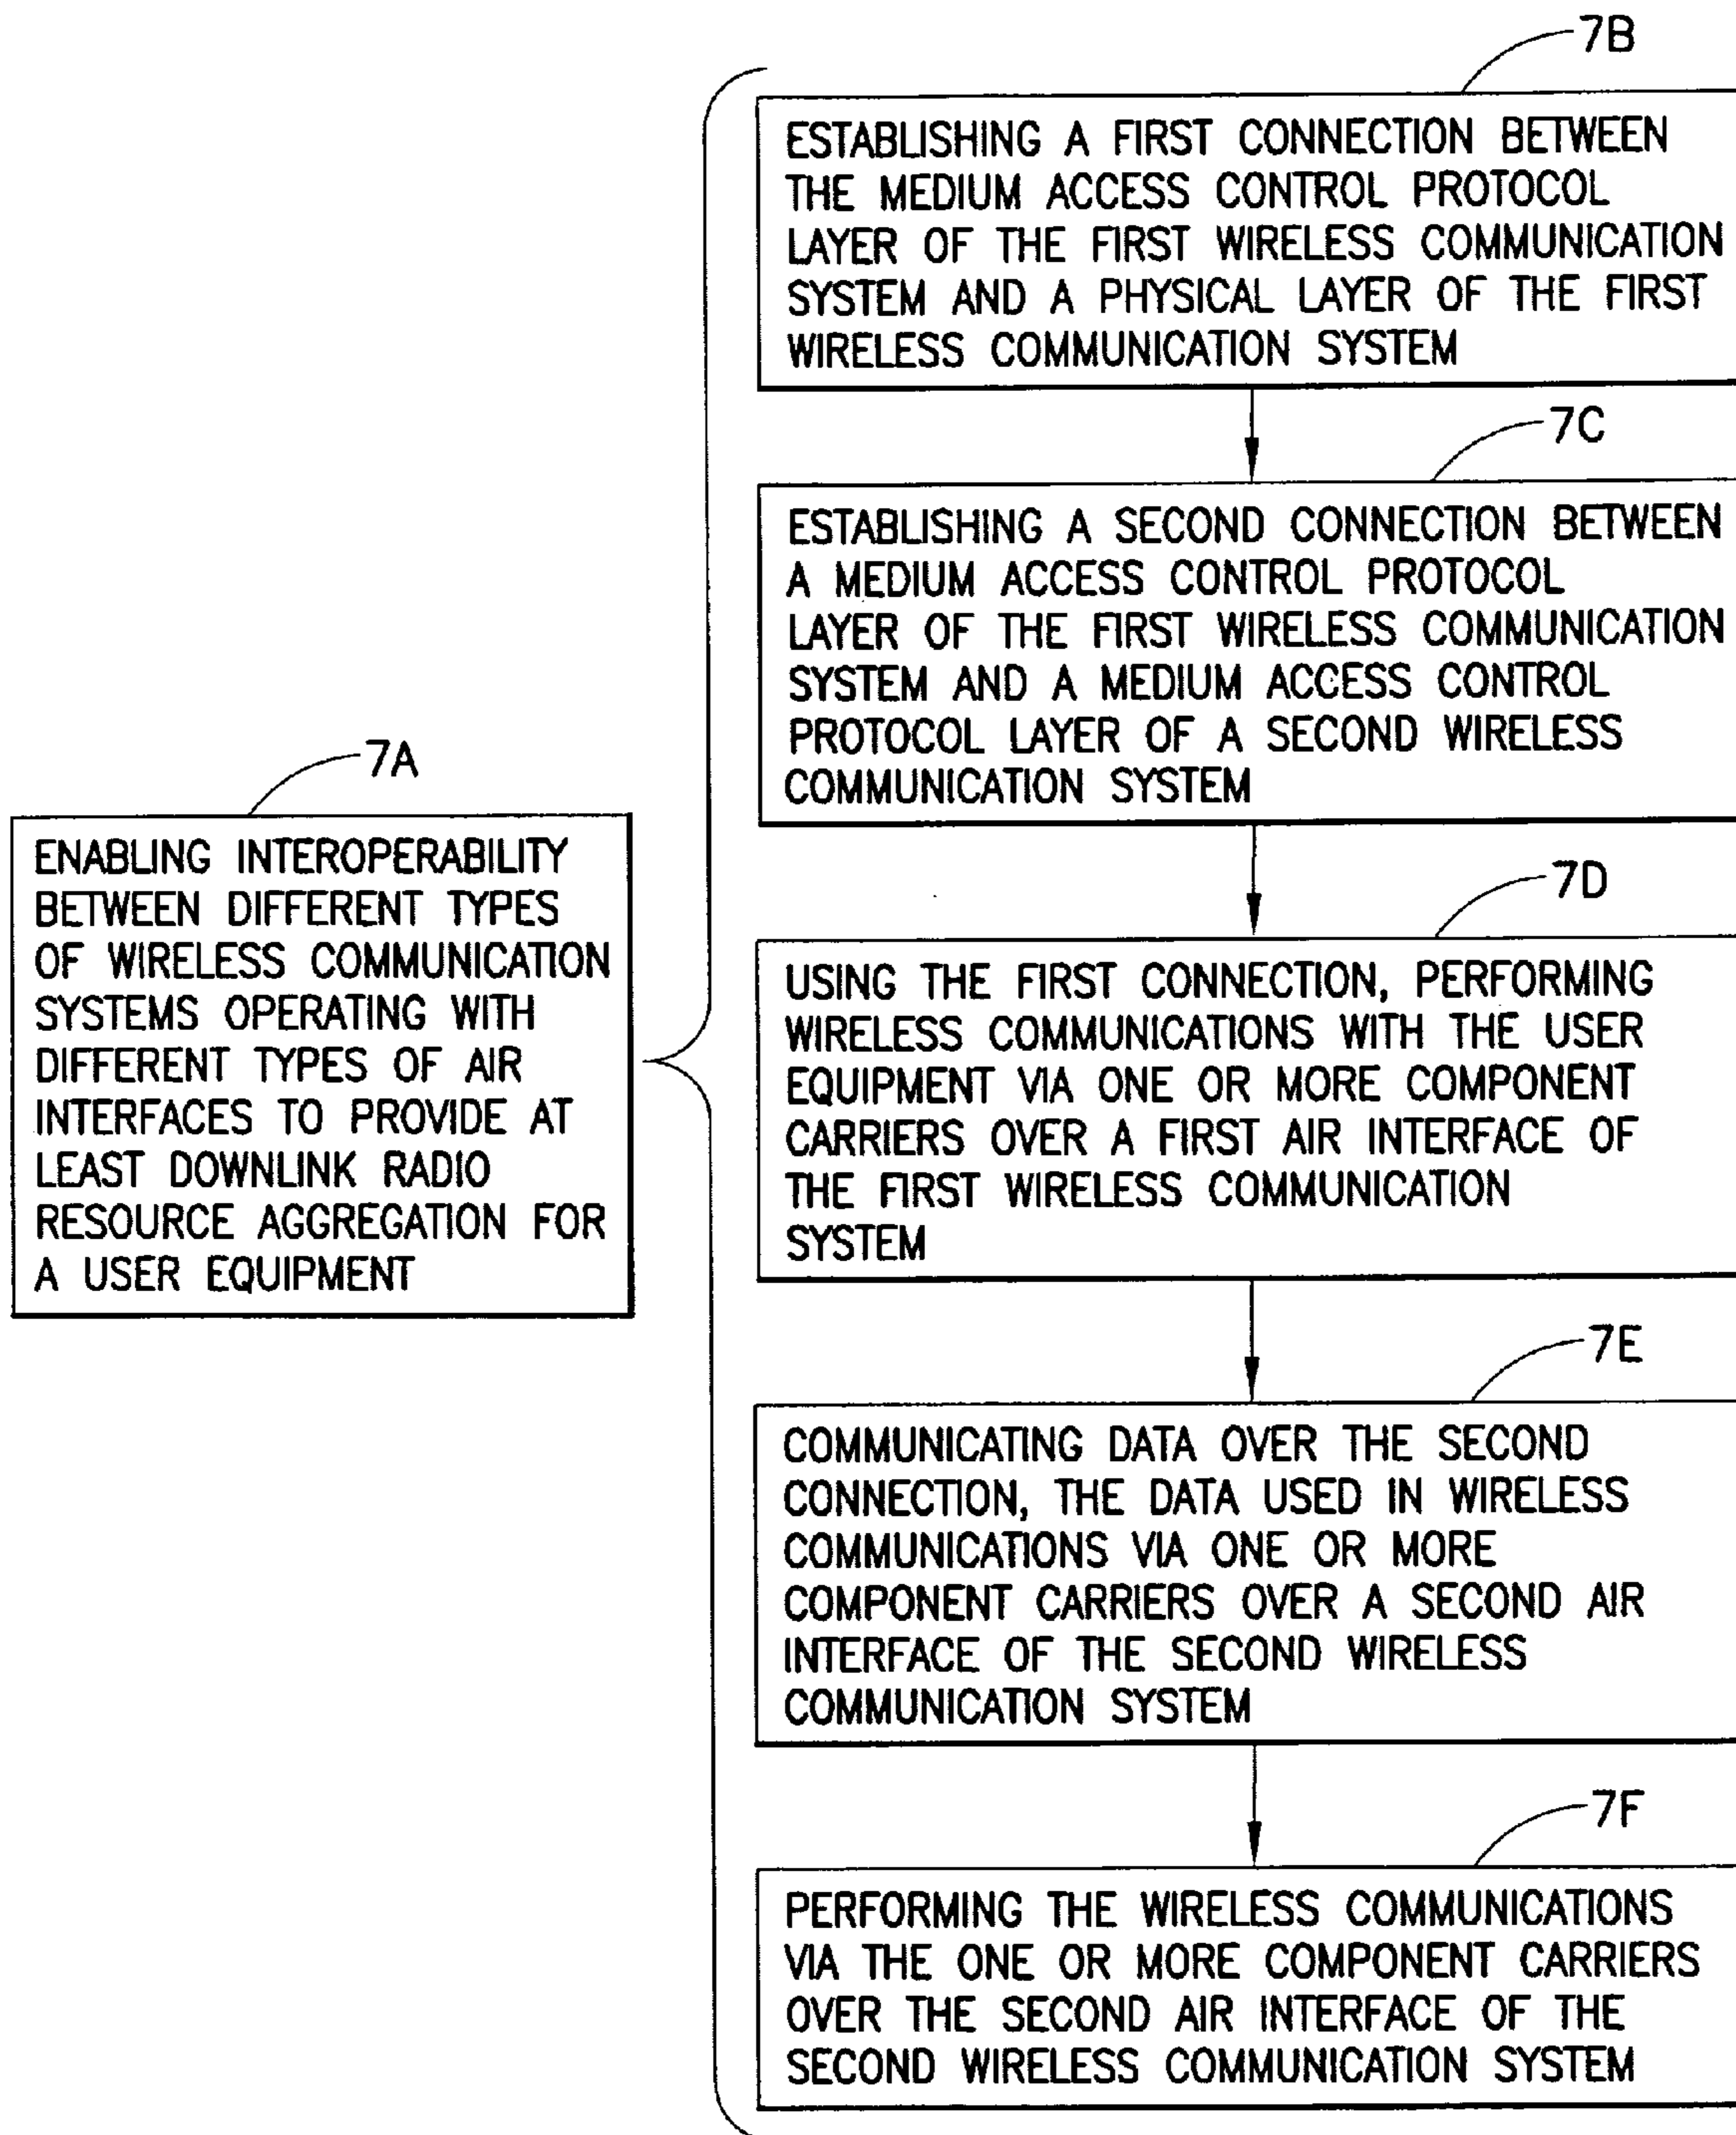 7A
ENABLING INTEROPERABILITY
BETWEEN DIFFERENT TYPES
OF WIRELESS COMMUNICATION
SYSTEMS OPERATING WITH
DIFFERENT TYPES OF AIR
INTERFACES TO PROVIDE AT
LEAST DOWNLINK RADIO
RESOURCE AGGREGATION FOR
A USER EQUIPMENT
7B
ESTABLISHING A FIRST CONNECTION BETWEEN
THE MEDIUM ACCESS CONTROL PROTOCOL
LAYER OF THE FIRST WIRELESS COMMUNICATION
SYSTEM AND A PHYSICAL LAYER OF THE FIRST
WIRELESS COMMUNICATION SYSTEM
7C
ESTABLISHING A SECOND CONNECTION BETWEEN
A MEDIUM ACCESS CONTROL PROTOCOL
LAYER OF THE FIRST WIRELESS COMMUNICATION
SYSTEM AND A MEDIUM ACCESS CONTROL
PROTOCOL LAYER OF A SECOND WIRELESS
COMMUNICATION SYSTEM
7D
USING THE FIRST CONNECTION, PERFORMING
WIRELESS COMMUNICATIONS WITH THE USER
EQUIPMENT VIA ONE OR MORE COMPONENT
CARRIERS OVER A FIRST AIR INTERFACE OF
THE FIRST WIRELESS COMMUNICATION
SYSTEM
7E
COMMUNICATING DATA OVER THE SECOND
CONNECTION, THE DATA USED IN WIRELESS
COMMUNICATIONS VIA ONE OR MORE
COMPONENT CARRIERS OVER A SECOND AIR
INTERFACE OF THE SECOND WIRELESS
COMMUNICATION SYSTEM
7F
PERFORMING THE WIRELESS COMMUNICATIONS
VIA THE ONE OR MORE COMPONENT CARRIERS
OVER THE SECOND AIR INTERFACE OF THE
SECOND WIRELESS COMMUNICATION SYSTEM